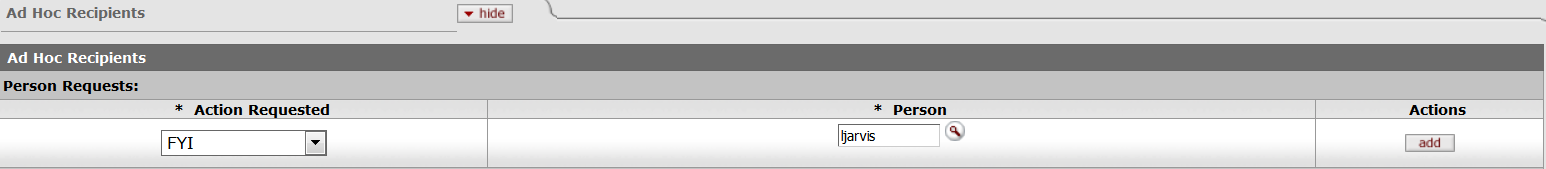 Ad Hoc Recipients hide
Ad Hoc Recipients
Person Requests:
* Action Requested * Person Actions
FYI ljarvis add